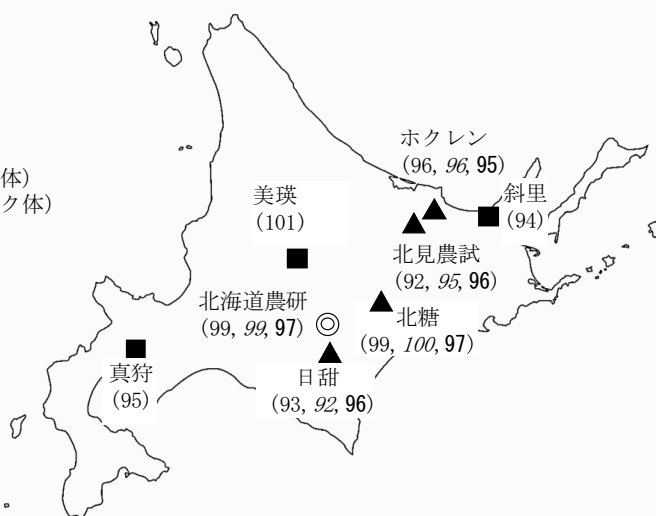 体)
ク体)
ホクレン
(96, 96, 95)
美瑛
(101)
斜里
(94)
北見農試
(92, 95, 96)
北海道農研
(99, 99, 97)
北糖
(99, 100, 97)
真狩
(95)
日甜
(93, 92, 96)